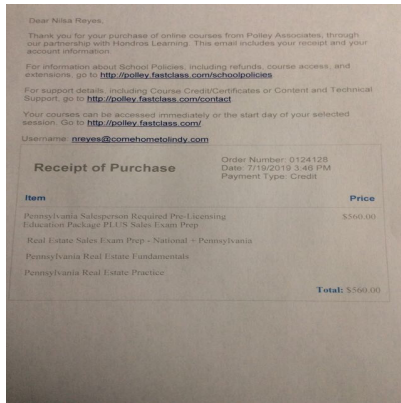 Dear Nilsa Reyes,
Thank you for your purchase of online courses from Polley Associates, through
our partnership with Hondros Learning. This email includes your receipt and your
account information.
For information about School Policies, including refunds, course access, and
extensions, go to http://polley.fastclass.com/schoolpolicies
For support details, including Course Credit/Certificates or Content and Technical
Support, go to http://polley.fastclass.com/contact
Your courses can be accessed immediately or the start day of your selected
session. Go to http://polley.fastclass.com/
Username: nreyes@comehometolindy.com
Receipt of Purchase
Order Number: 0124128
Date: 7/19/2019 3:46 PM
Payment Type: Credit
Item Price
Pennsylvania Salesperson Required Pre-Licensing $560.00
Education Package PLUS Sales Exam Prep
Real Estate Sales Exam Prep - National + Pennsylvania
Pennsylvania Real Estate Fundamentals
Pennsylvania Real Estate Practice
Total: $560.00